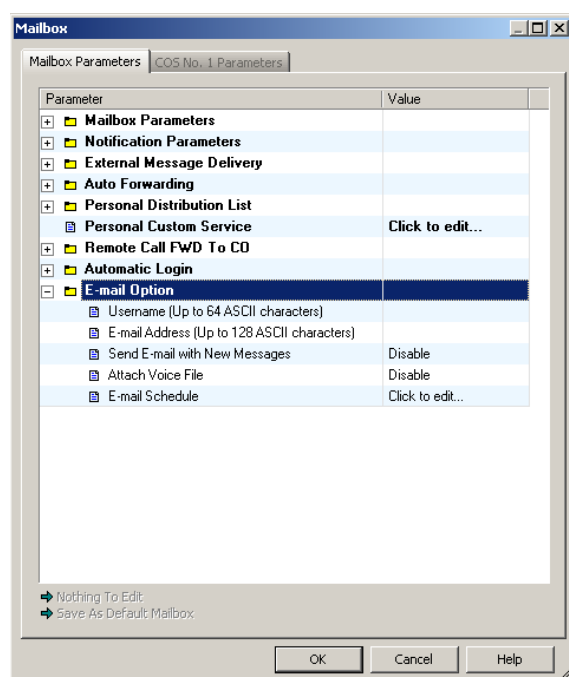 Mailbox
Mailbox Parameters COS No. 1 Parameters
Parameter Value
Mailbox Parameters
Notification Parameters
External Message Delivery
Auto Forwarding
Personal Distribution List
Personal Custom Service Click to edit...
Remote Call FWD To CO
Automatic Login
E-mail Option
Username (Up to 64 ASCII characters)
E-mail Address (Up to 128 ASCII characters)
Send E-mail with New Messages Disable
Attach Voice File Disable
E-mail Schedule Click to edit...
Nothing To Edit
Save As Default Mailbox
OK Cancel Help